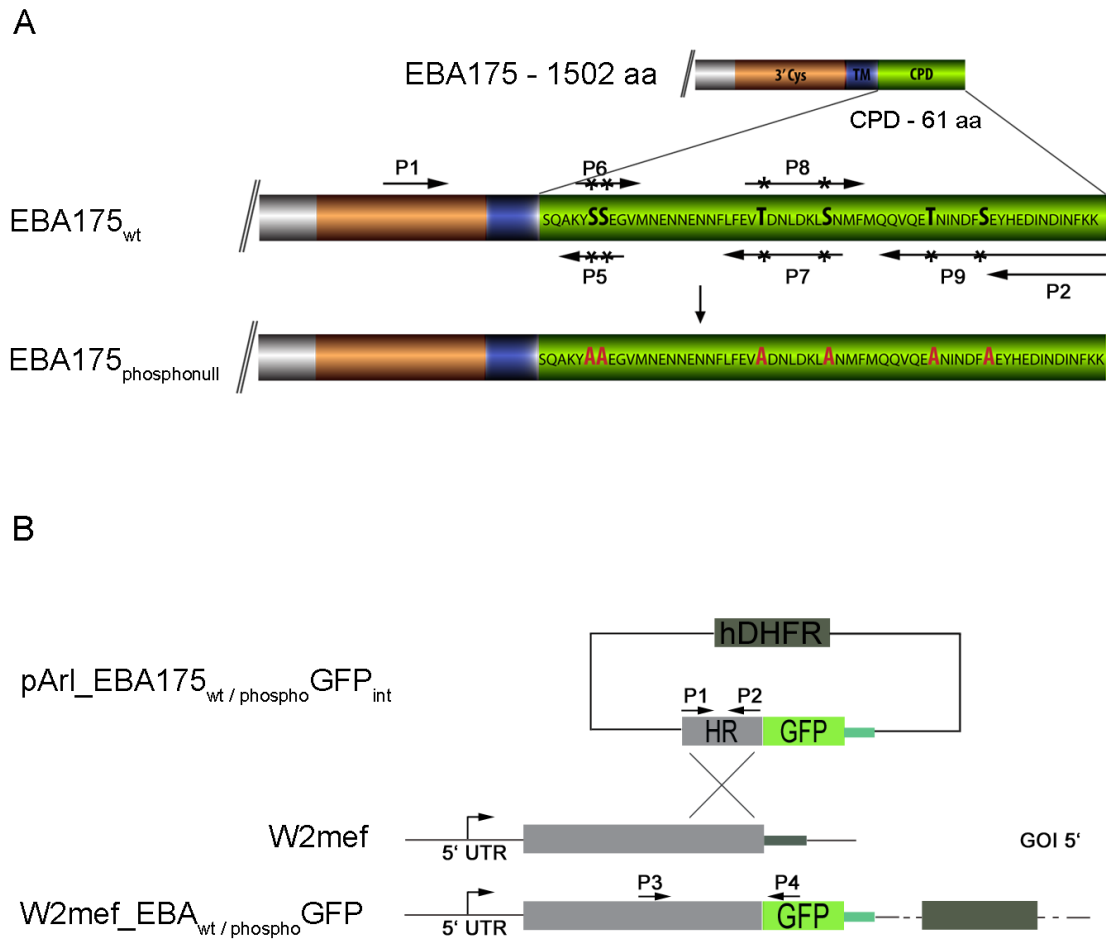 A
EBA175 - 1502 aa
3' Cys TM CPD
CPD - 61 aa
P1 P6 P8
EBA175wt
SQAKYSSEGVMNENNENNFLFEVTDNLDKLSNMFMQQVQETNINDFSEYHEDINDINFKK
P5 P7 P9 P2
EBA175phosphonull
SQAKYAAEGVMNENNENNFLFEVADNLDKLANMFMQQVQEANINDFAEYHEDINDINFKK
B
hDHFR
pArl_EBA175wt / phosphoGFPint
P1 P2
HR GFP
W2mef
5' UTR
GOI 5'
P3 P4
W2mef_EBAwt / phosphoGFP
5' UTR
GFP